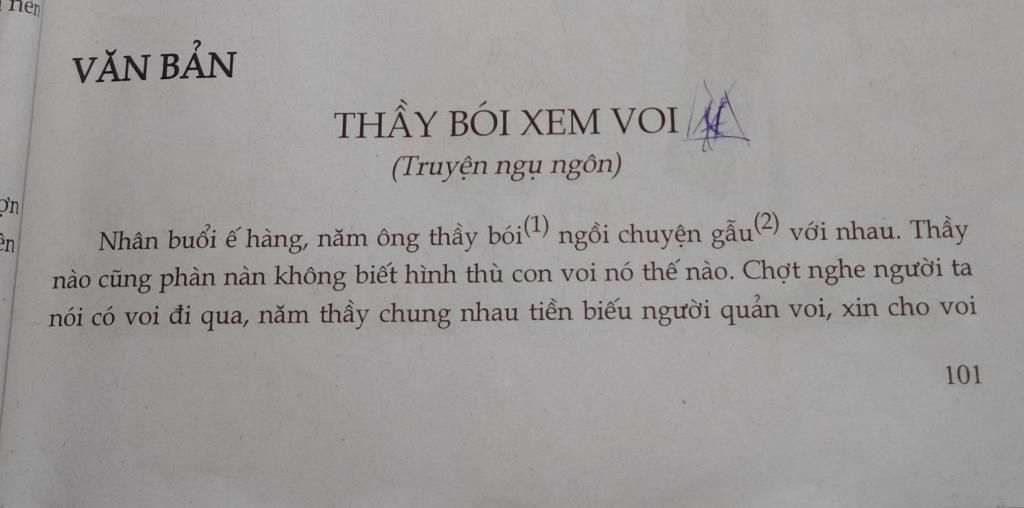 nên
VĂN BẢN
THẦY BÓI XEM VOI
(Truyện ngụ ngôn)
ợn
ên
Nhân buổi ế hàng, năm ông thầy bói(1) ngồi chuyện gẫu(2) với nhau. Thầy
nào cũng phàn nàn không biết hình thù con voi nó thế nào. Chợt nghe người ta
nói có voi đi qua, năm thầy chung nhau tiền biếu người quản voi, xin cho voi
101